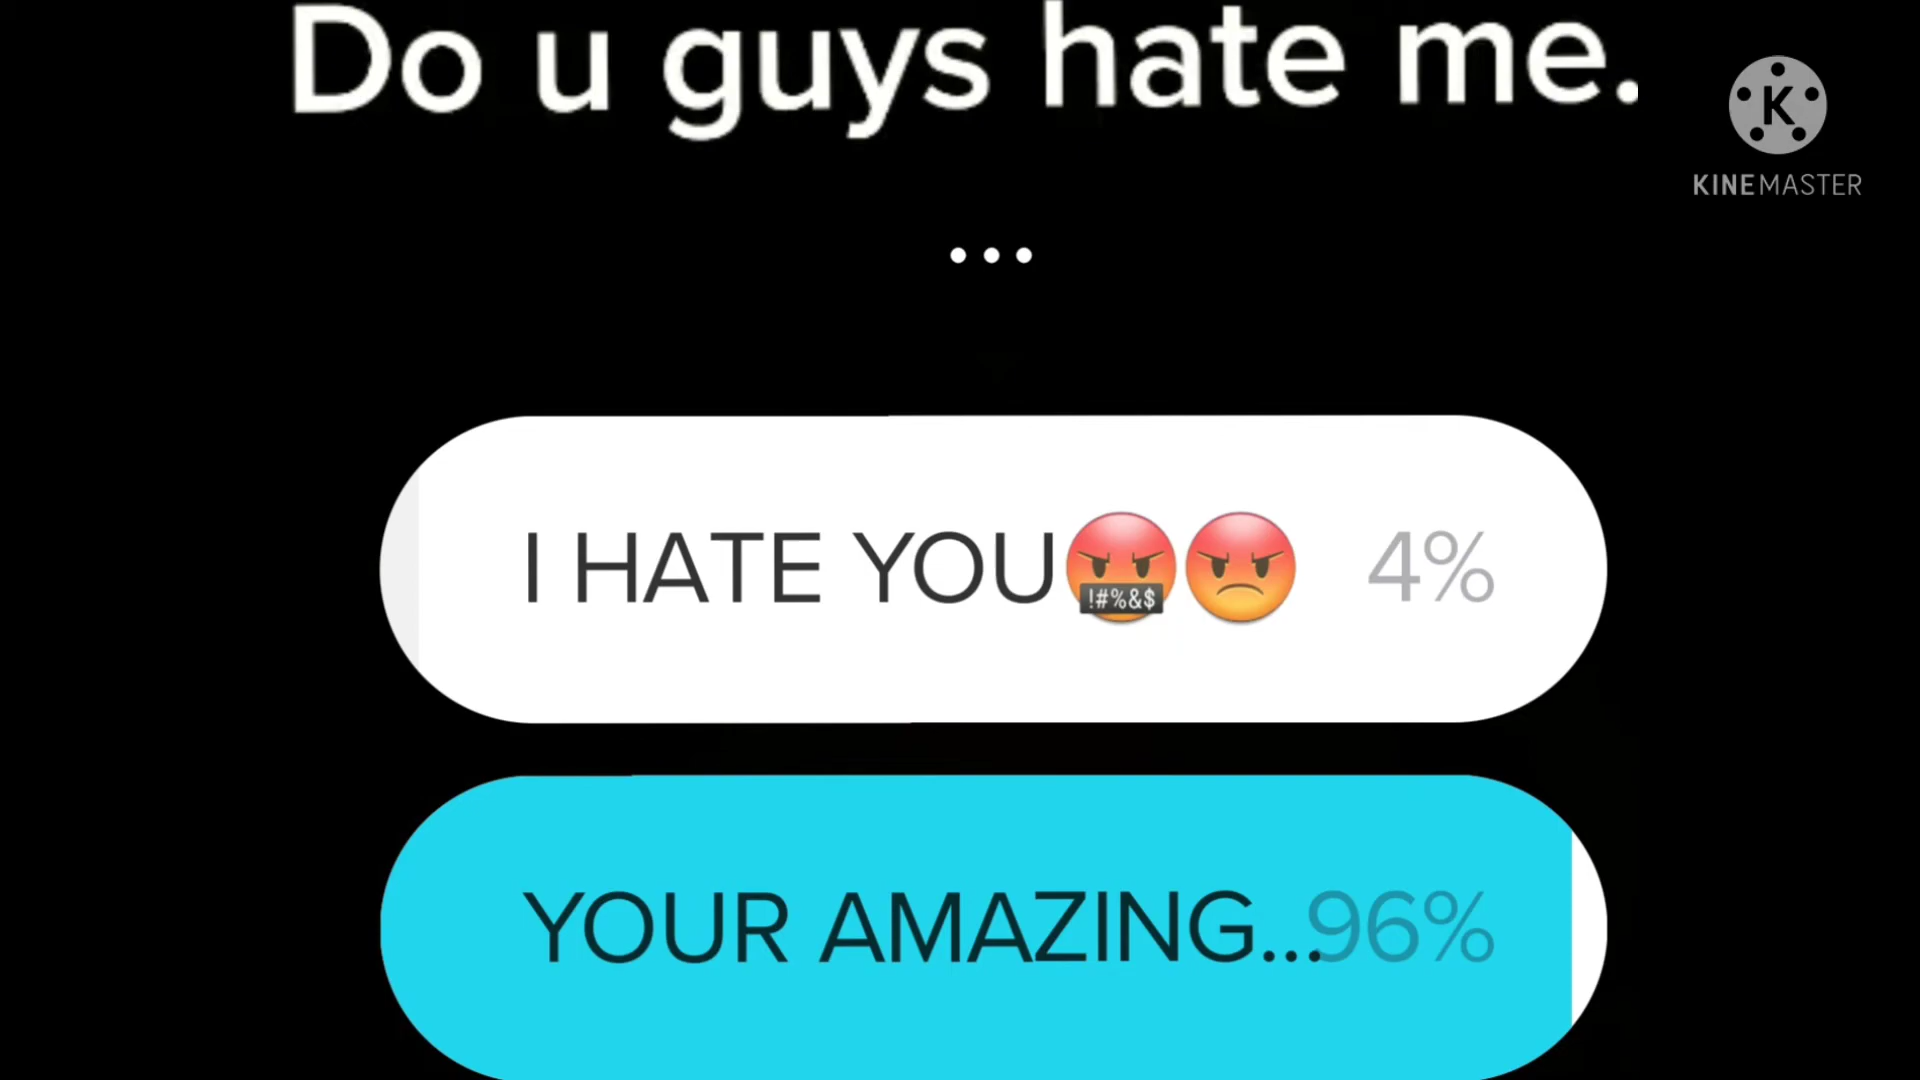 Do u guys hate me.
K
KINEMASTER
...
I HATE YOU🤬😡 4%
YOUR AMAZING... 96%